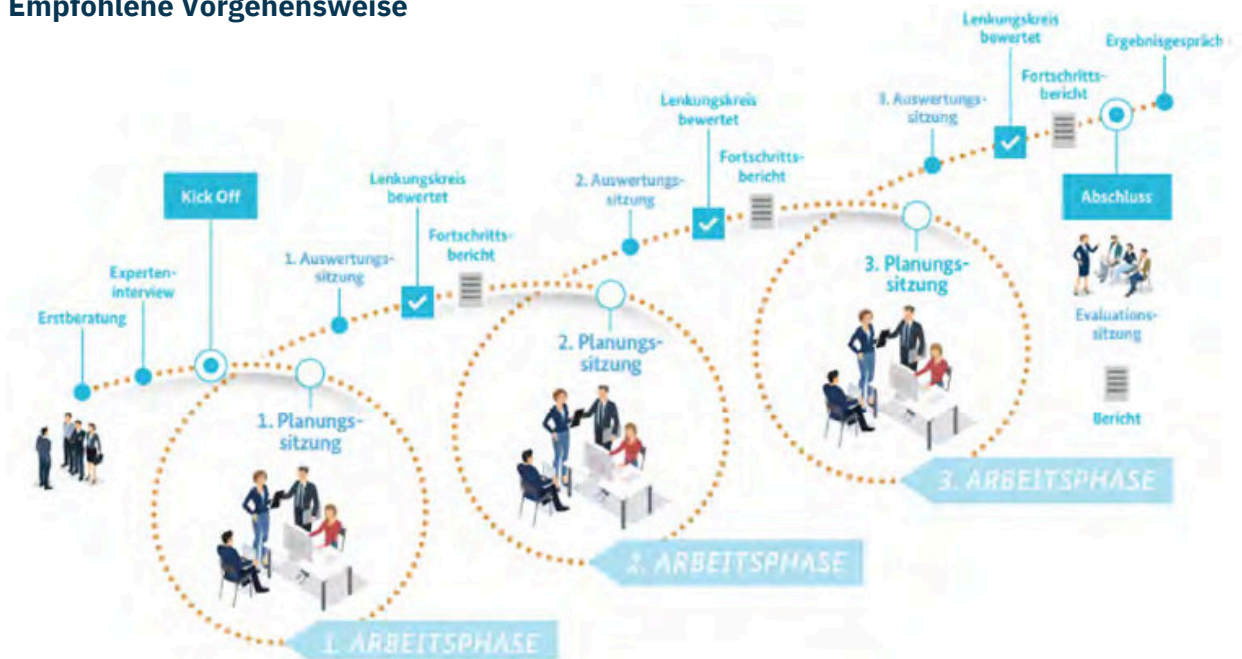 Empfohlene Vorgehensweise
Erstberatung
Experten-
interview
Kick Off
1. Planungs-
sitzung
1. ARBEITSPHASE
1. Auswertungs-
sitzung
Lenkungskreis
bewertet
Fortschritts-
bericht
2. Planungs-
sitzung
2. ARBEITSPHASE
2. Auswertungs-
sitzung
Lenkungskreis
bewertet
Fortschritts-
bericht
3. Planungs-
sitzung
3. ARBEITSPHASE
3. Auswertungs-
sitzung
Lenkungskreis
bewertet
Fortschritts-
bericht
Abschluss
Evaluations-
sitzung
Bericht
Ergebnisgespräch